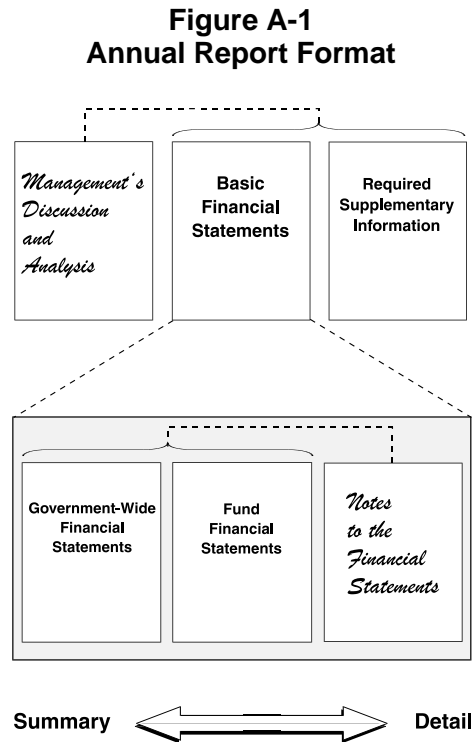 Figure A-1
Annual Report Format
Management's
Discussion
and
Analysis
Basic
Financial
Statements
Required
Supplementary
Information
Government-Wide
Financial
Statements
Fund
Financial
Statements
Notes
to the
Financial
Statements
Summary
Detail